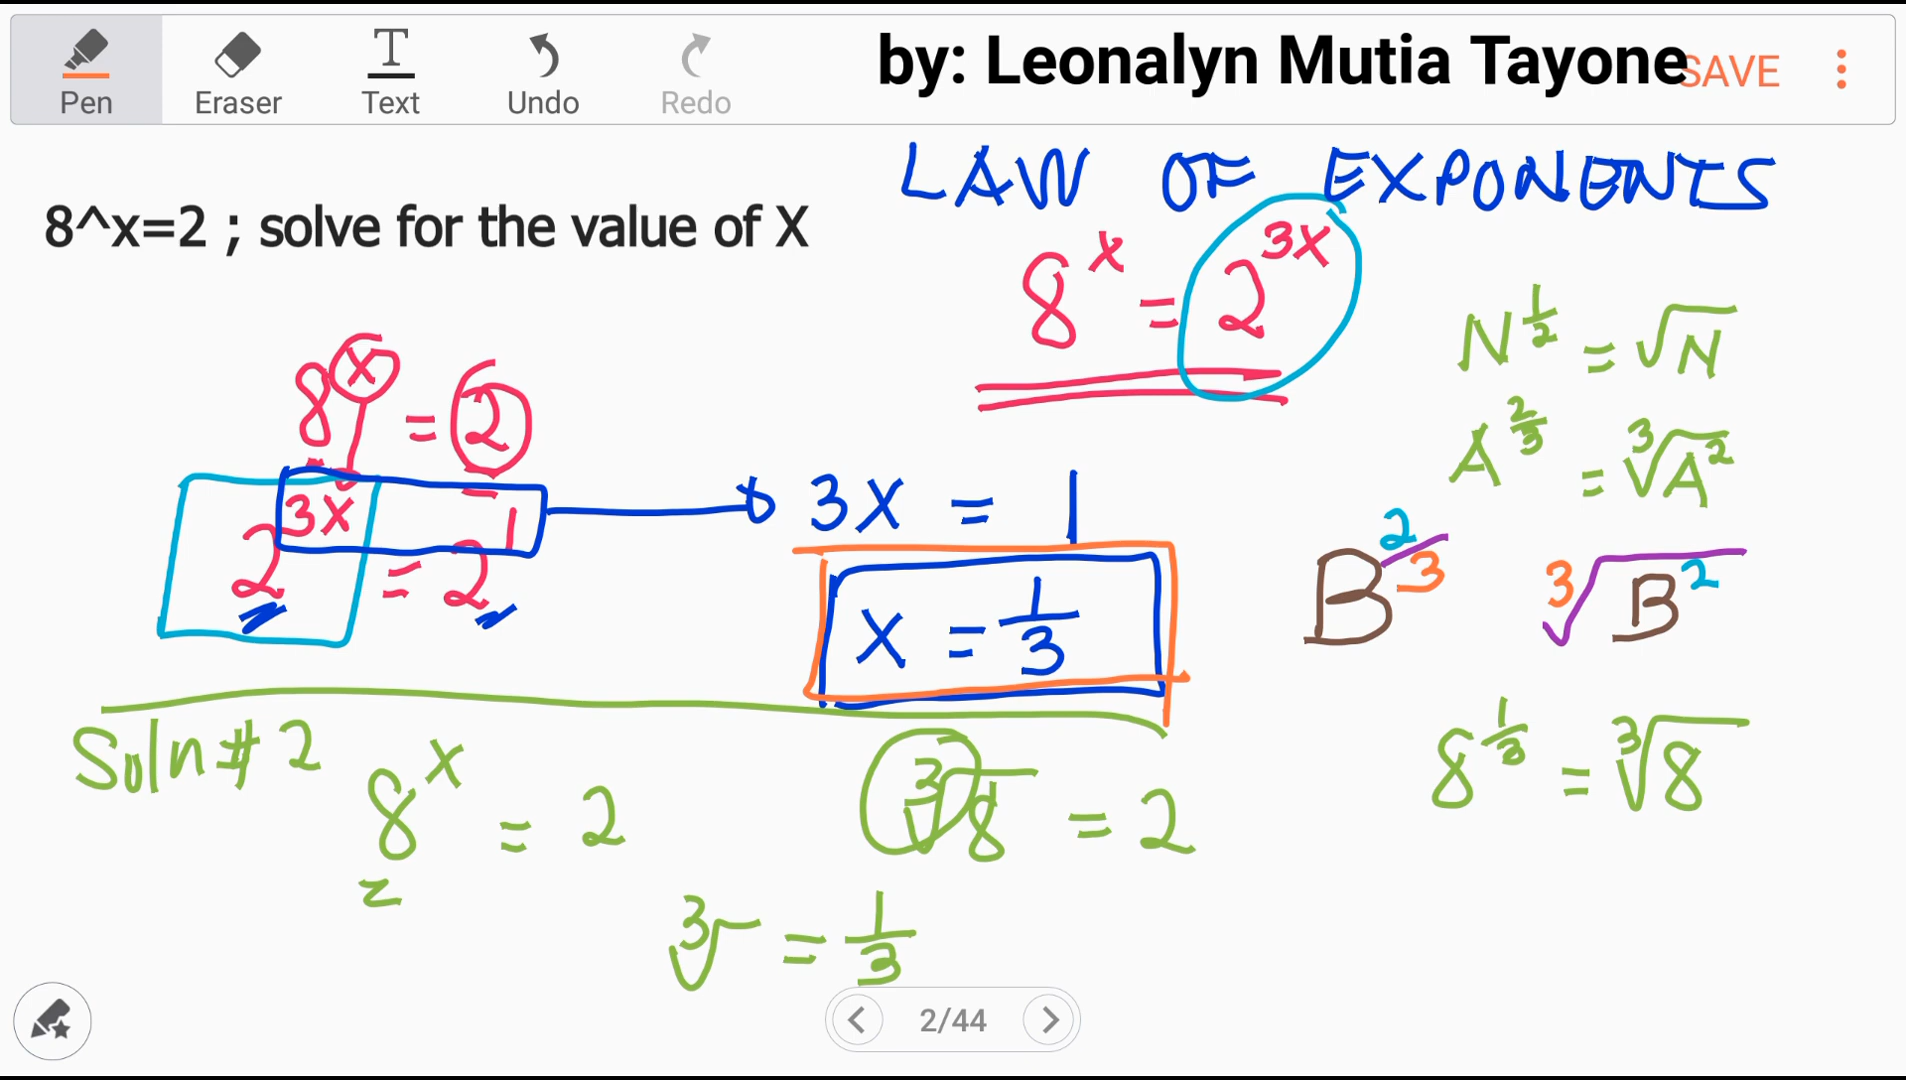 Pen Eraser Text Undo Redo
by: Leonalyn Mutia Tayone
SAVE
LAW OF EXPONENTS
8^x=2 ; solve for the value of X
8^x = 2^3x
N^1/2 = √N
A^2/3 = ∛A^2
B^2/3 ∛B^2
8^1/3 = ∛8
8^x = 2
2^3x = 2^1
3x = 1
x = 1/3
Soln# 2
8^x = 2
∛8 = 2
∛ = 1/3
2/44